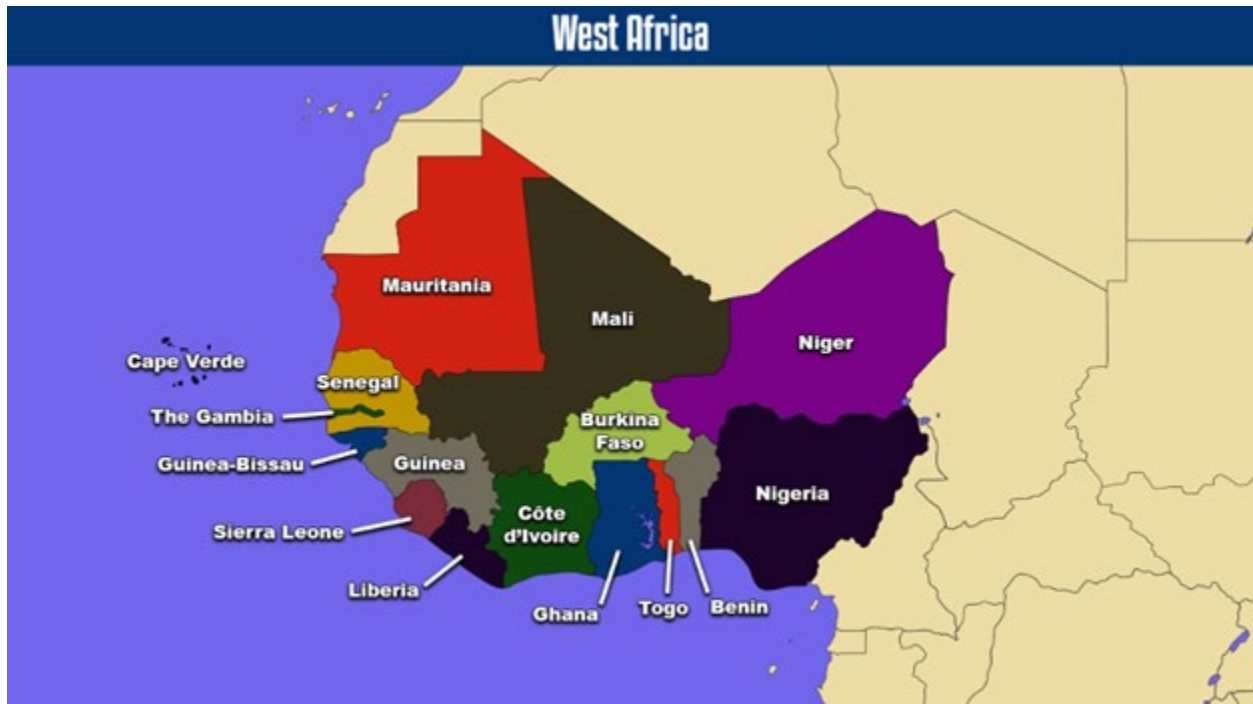 West Africa
Mauritania
Mali
Niger
Cape Verde
Senegal
The Gambia
Burkina
Faso
Guinea-Bissau
Guinea
Nigeria
Côte
d'Ivoire
Sierra Leone
Liberia
Ghana
Togo
Benin